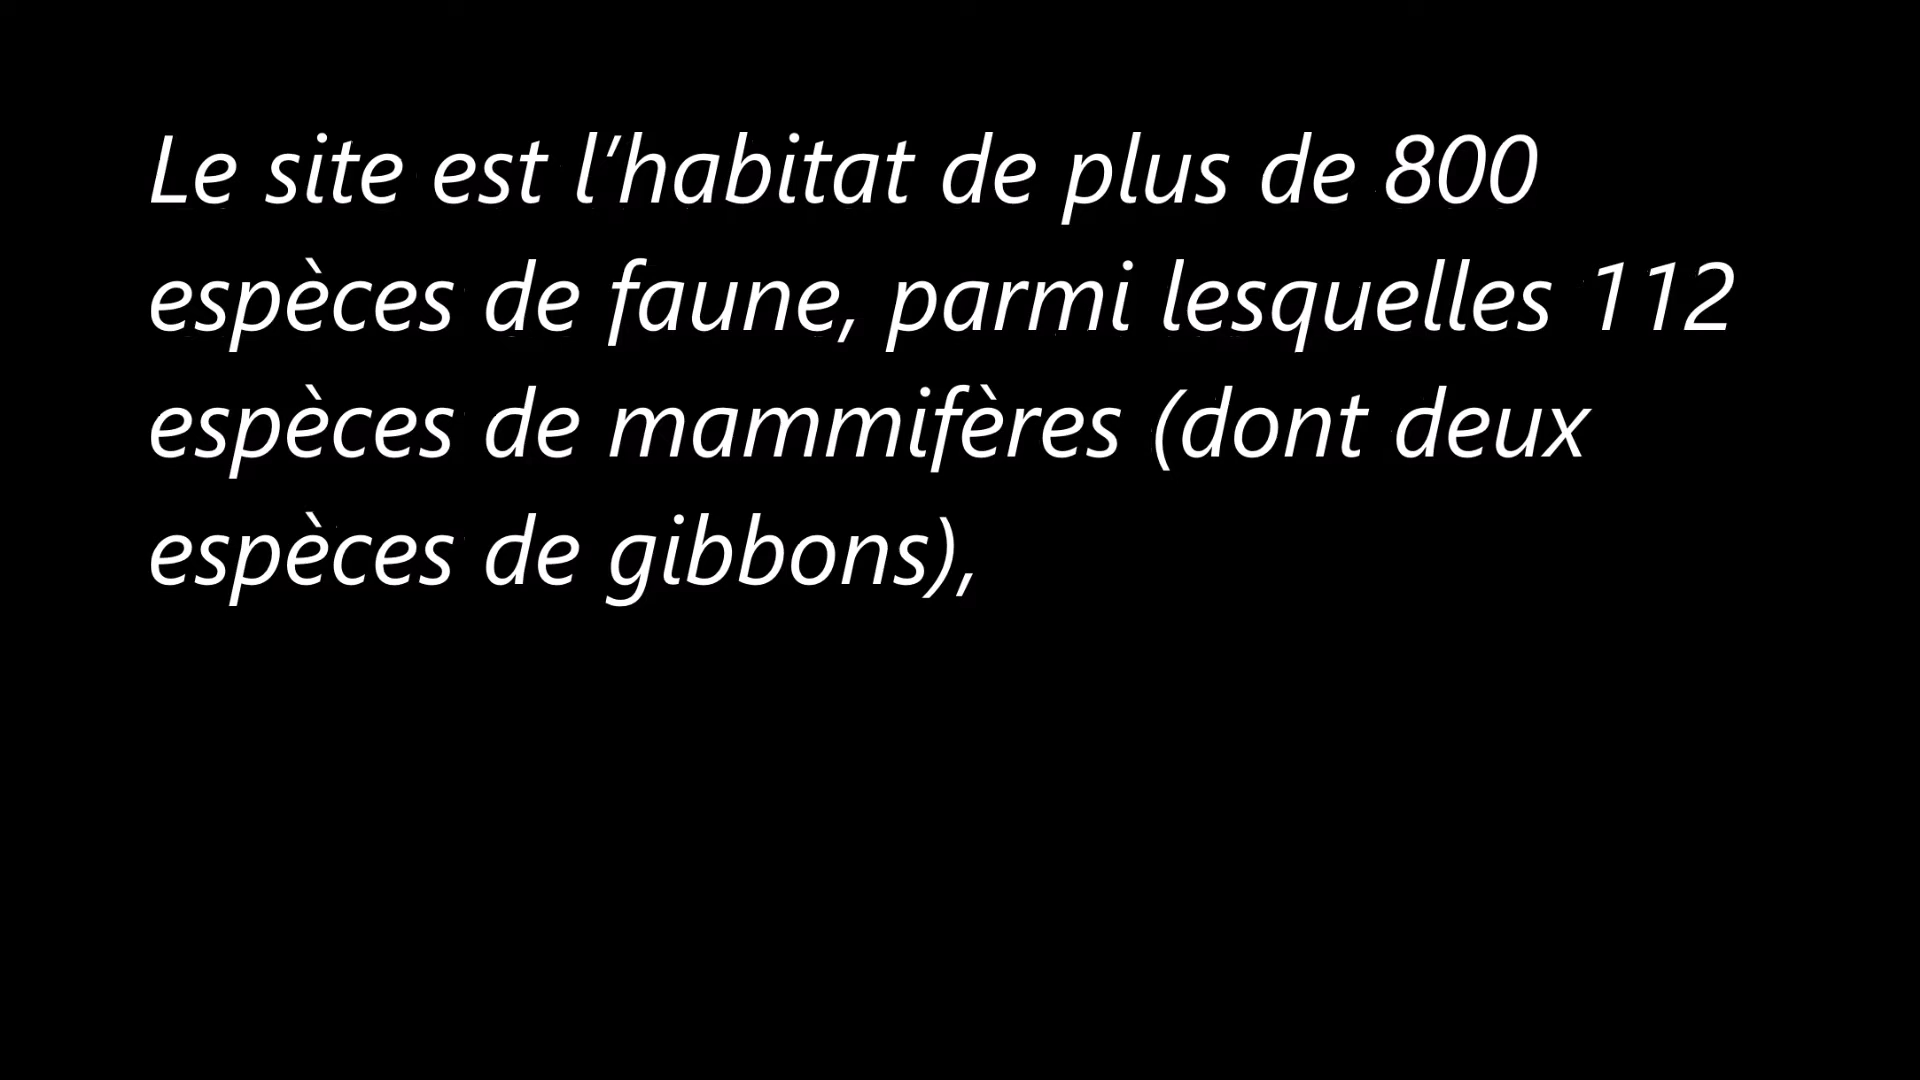 Le site est l’habitat de plus de 800
espèces de faune, parmi lesquelles 112
espèces de mammifères (dont deux
espèces de gibbons),